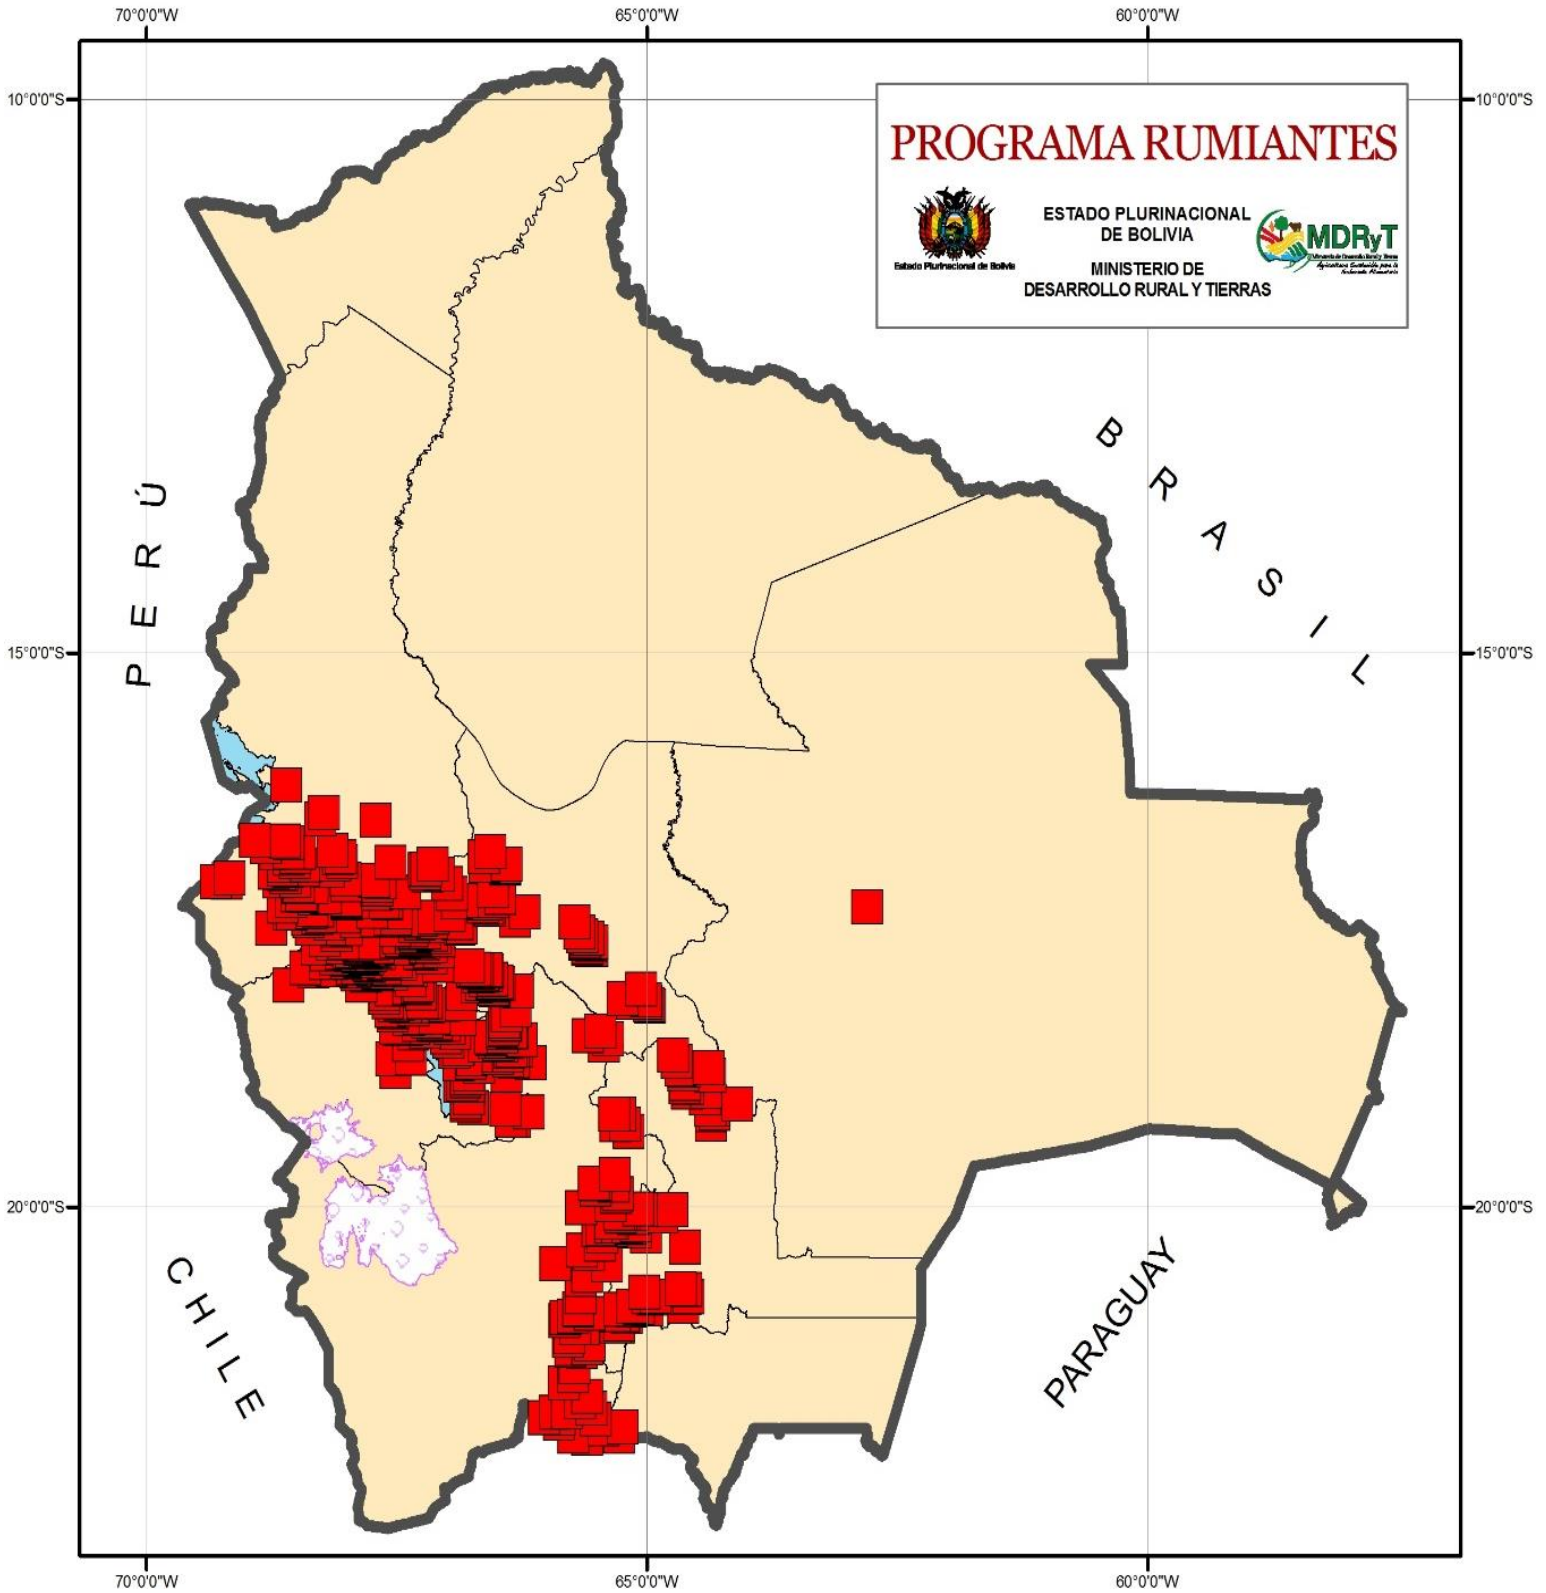 70°0'0"W
65°0'0"W
60°0'0"W
10°0'0"S
10°0'0"S
PROGRAMA RUMIANTES
ESTADO PLURINACIONAL
DE BOLIVIA
Estado Plurinacional de Bolivia
MDRyT
MINISTERIO DE
DESARROLLO RURAL Y TIERRAS
BRASIL
PERÚ
15°0'0"S
15°0'0"S
20°0'0"S
20°0'0"S
CHILE
PARAGUAY
70°0'0"W
65°0'0"W
60°0'0"W